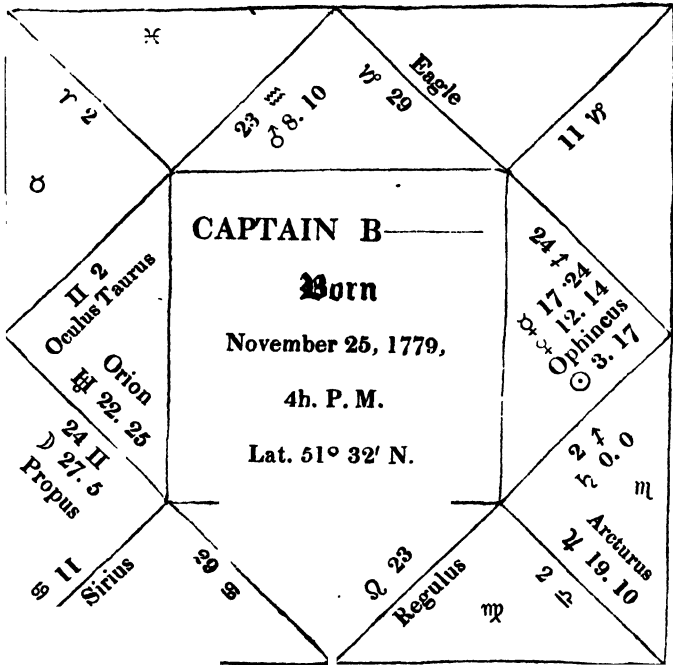 ♓
♈ 2
23 ♒
♂ 8. 10
♑ 29
Eagle
11 ♑
♉
CAPTAIN B——
Born
November 25, 1779,
4h. P. M.
Lat. 51° 32′ N.
♊ 2
Oculus Taurus
Orion
♅ 22. 25
24 ♐
☿ 17. 24
♀ 12. 14
Ophincus
☉ 3. 17
24 ♊
☽ 27. 5
Propus
2 ♐
♄ 0. 0
♏
Arcturus
♃ 19. 10
♋ 11
Sirius
29 ♋
♌ 23
Regulus
♍
2 ♎